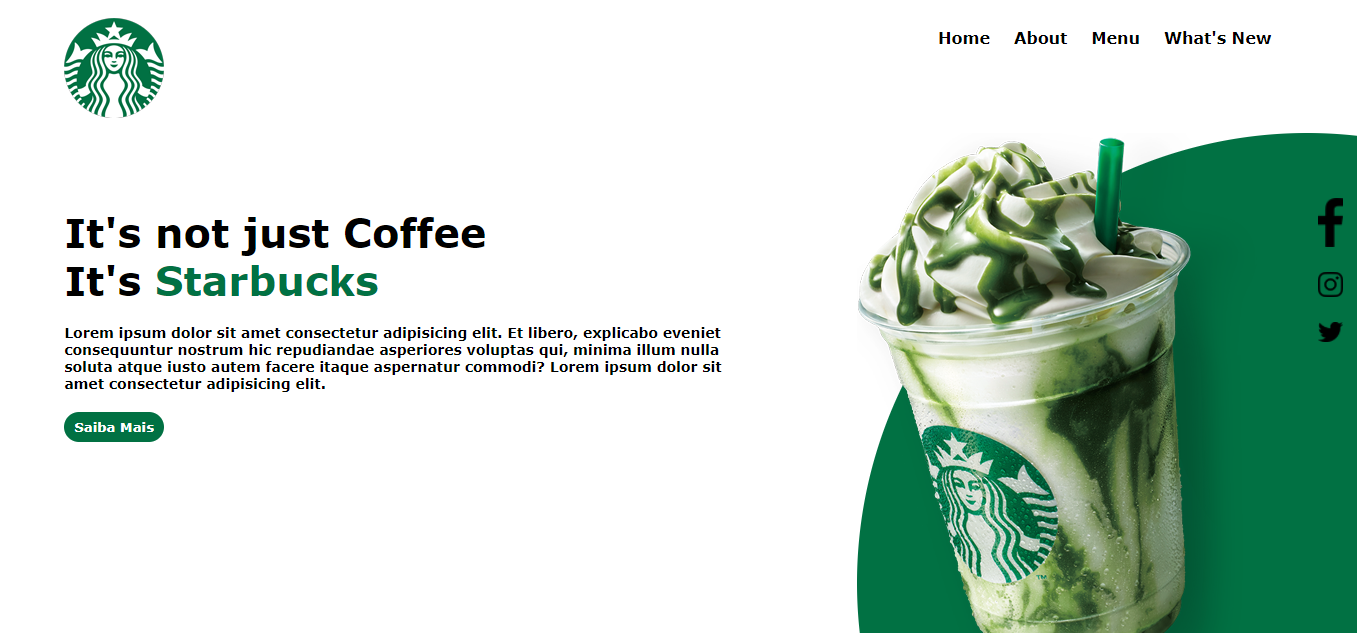 Home About Menu What's New
It's not just Coffee
It's Starbucks
Lorem ipsum dolor sit amet consectetur adipisicing elit. Et libero, explicabo eveniet
consequuntur nostrum hic repudiandae asperiores voluptas qui, minima illum nulla
soluta atque iusto autem facere itaque aspernatur commodi? Lorem ipsum dolor sit
amet consectetur adipisicing elit.
Saiba Mais
TM